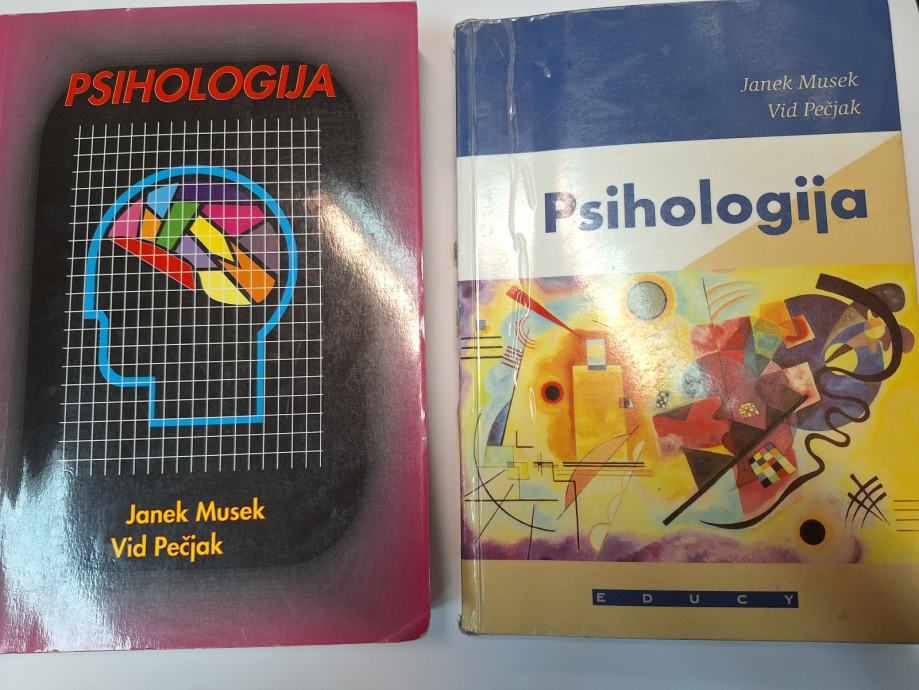 PSIHOLOGIJA
Janek Musek
Vid Pečjak
Janek Musek
Vid Pečjak
Psihologija
EDUCY